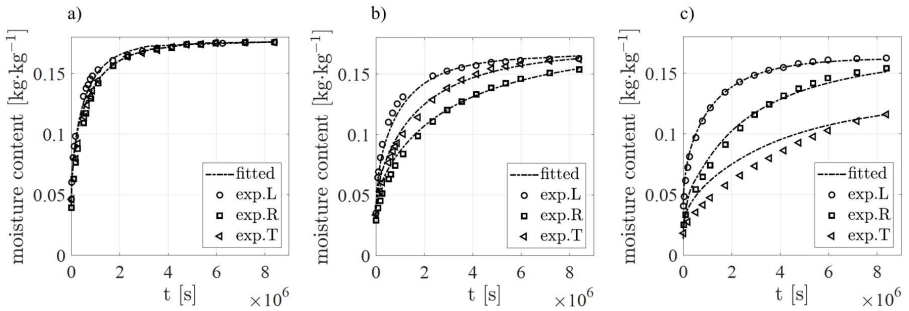 a)
moisture content [kg·kg⁻¹]
0.15
0.1
0.05
0
fitted
exp.L
exp.R
exp.T
0 2 4 6 8
t [s] ×10⁶
b)
moisture content [kg·kg⁻¹]
0.15
0.1
0.05
0
fitted
exp.L
exp.R
exp.T
0 2 4 6 8
t [s] ×10⁶
c)
moisture content [kg·kg⁻¹]
0.15
0.1
0.05
0
fitted
exp.L
exp.R
exp.T
0 2 4 6 8
t [s] ×10⁶